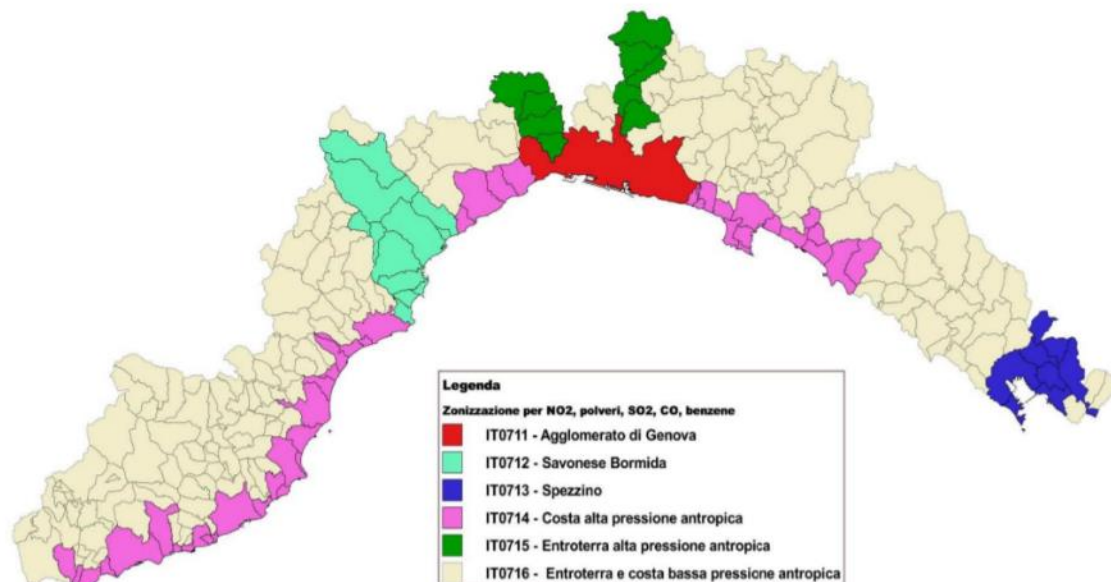 Legenda
Zonizzazione per NO2, polveri, SO2, CO, benzene
IT0711 - Agglomerato di Genova
IT0712 - Savonese Bormida
IT0713 - Spezzino
IT0714 - Costa alta pressione antropica
IT0715 - Entroterra alta pressione antropica
IT0716 - Entroterra e costa bassa pressione antropica